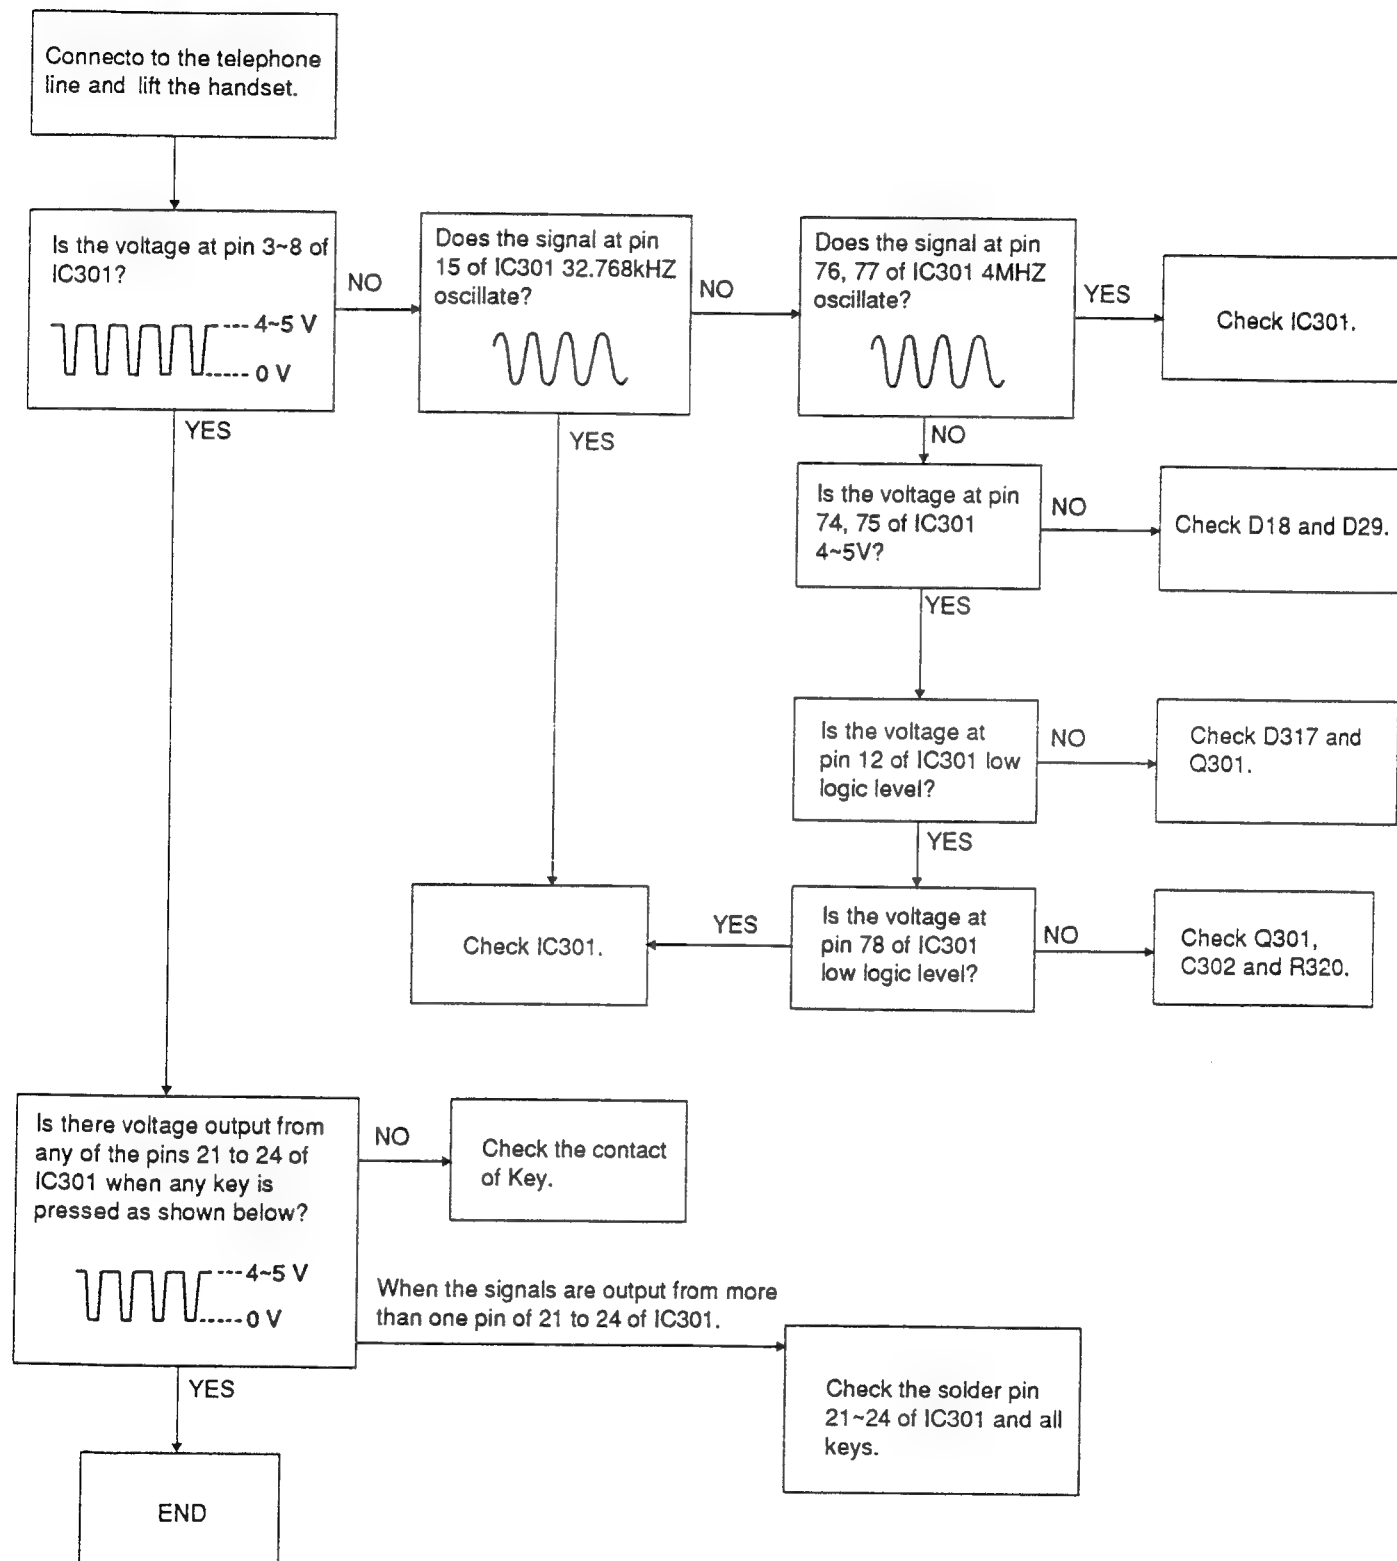 Connecto to the telephone
line and lift the handset.
Is the voltage at pin 3~8 of
IC301?
--- 4~5 V
----- 0 V
NO
YES
Does the signal at pin
15 of IC301 32.768kHZ
oscillate?
NO
YES
Does the signal at pin
76, 77 of IC301 4MHZ
oscillate?
YES
Check IC301.
NO
Is the voltage at pin
74, 75 of IC301
4~5V?
NO
Check D18 and D29.
YES
Is the voltage at
pin 12 of IC301 low
logic level?
NO
Check D317 and
Q301.
YES
Is the voltage at
pin 78 of IC301
low logic level?
YES
Check IC301.
NO
Check Q301,
C302 and R320.
Is there voltage output from
any of the pins 21 to 24 of
IC301 when any key is
pressed as shown below?
---4~5 V
-----0 V
NO
Check the contact
of Key.
When the signals are output from more
than one pin of 21 to 24 of IC301.
Check the solder pin
21~24 of IC301 and all
keys.
YES
END